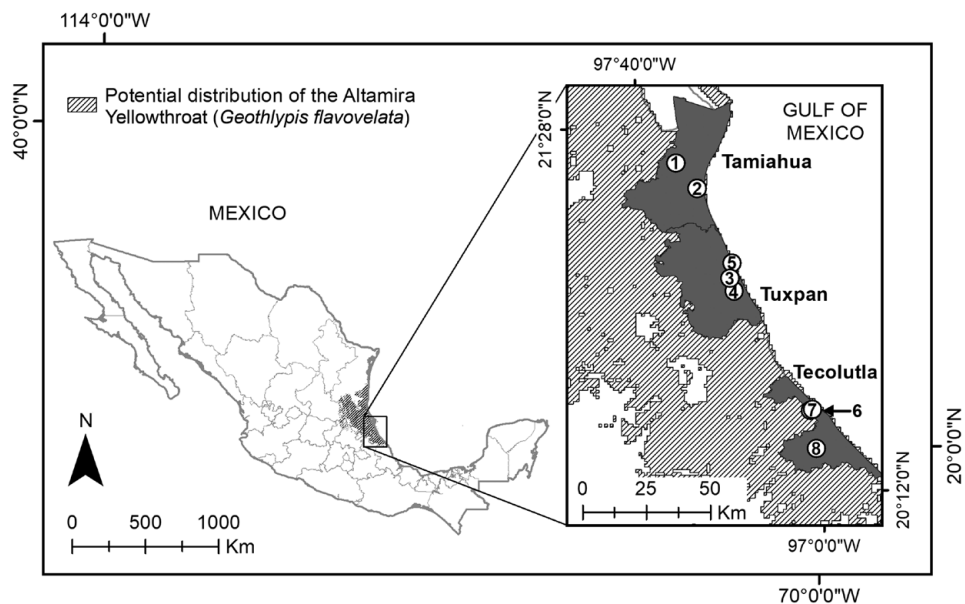 114°0'0"W
40°0'0"N
Potential distribution of the Altamira
Yellowthroat (Geothlypis flavovelata)
MEXICO
N
0 500 1000
Km
97°40'0"W
21°28'0"N
GULF OF
MEXICO
1
Tamiahua
2
5
3
4
Tuxpan
Tecolutla
7
6
8
0 25 50
Km
20°12'0"N
97°0'0"W
20°0'0"N
70°0'0"W